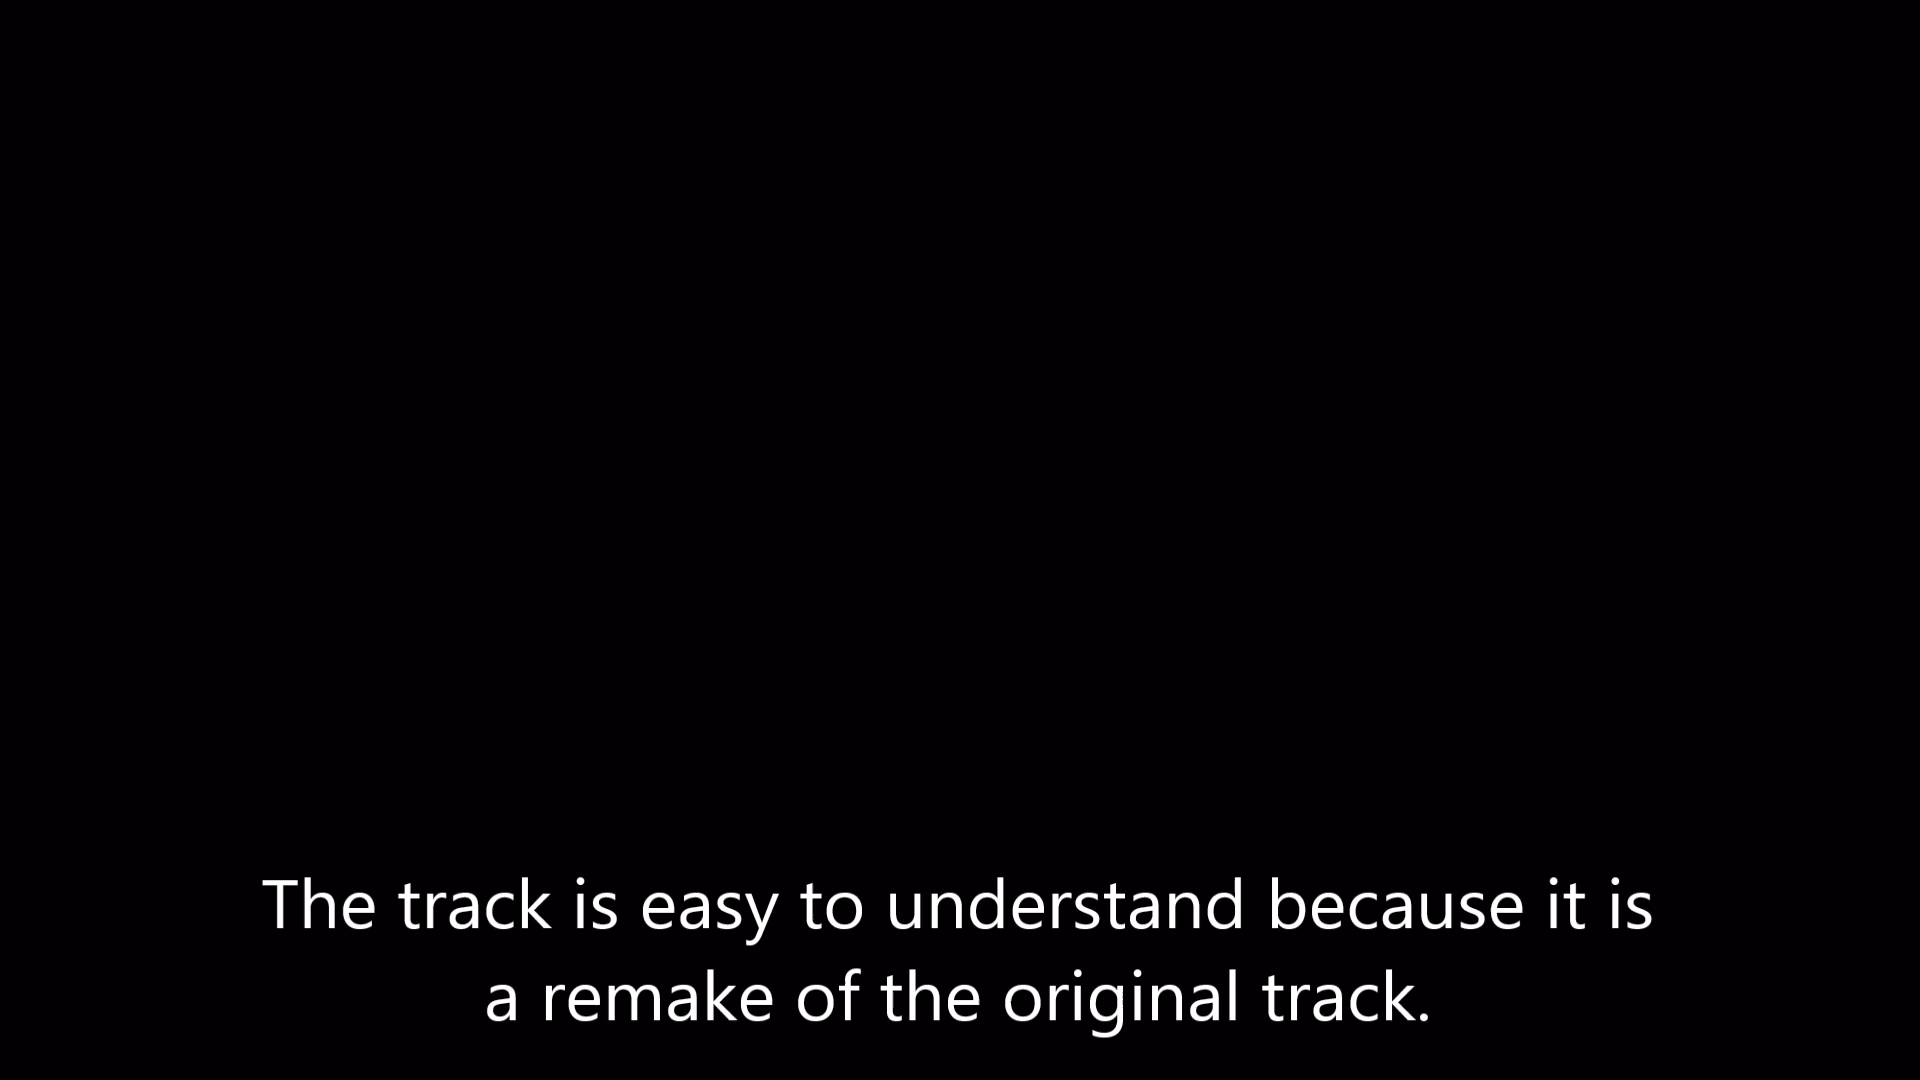 The track is easy to understand because it is
a remake of the original track.